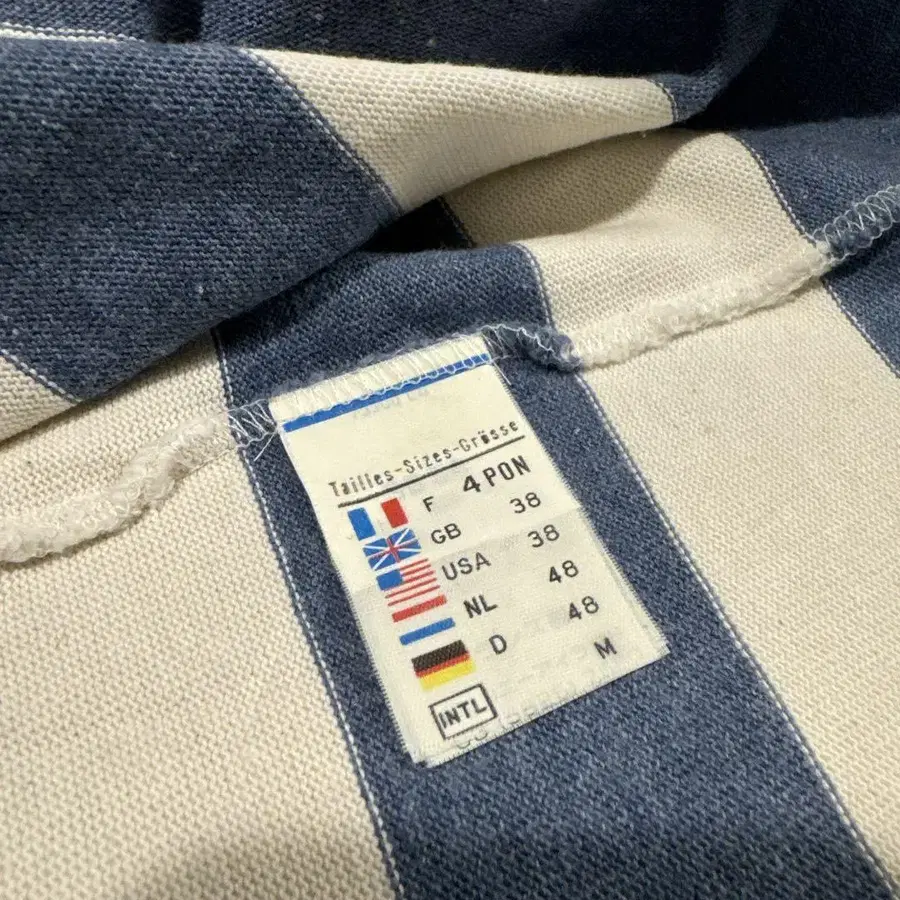 Tailles-Sizes-Grösse
F 4 PON
GB 38
USA 38
NL 48
D 48
INTL M